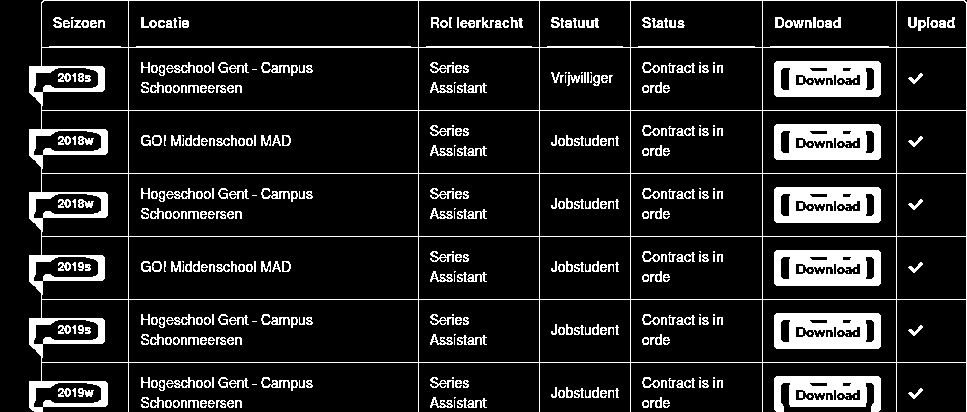 Seizoen Locatie Rol leerkracht Statuut Status Download Upload
2018s Hogeschool Gent - Campus Schoonmeersen Series Assistant Vrijwilliger Contract is in orde Download
2018w GO! Middenschool MAD Series Assistant Jobstudent Contract is in orde Download
2018w Hogeschool Gent - Campus Schoonmeersen Series Assistant Jobstudent Contract is in orde Download
2019s GO! Middenschool MAD Series Assistant Jobstudent Contract is in orde Download
2019s Hogeschool Gent - Campus Schoonmeersen Series Assistant Jobstudent Contract is in orde Download
2019w Hogeschool Gent - Campus Schoonmeersen Series Assistant Jobstudent Contract is in orde Download